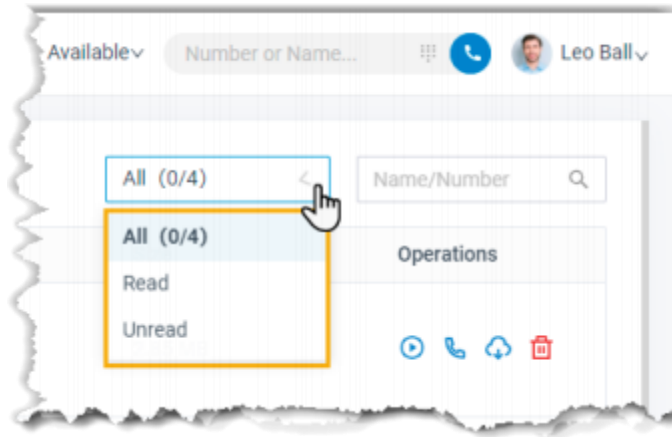 Available
Number or Name...
Leo Ball
All (0/4)
Name/Number
All (0/4)
Operations
Read
Unread